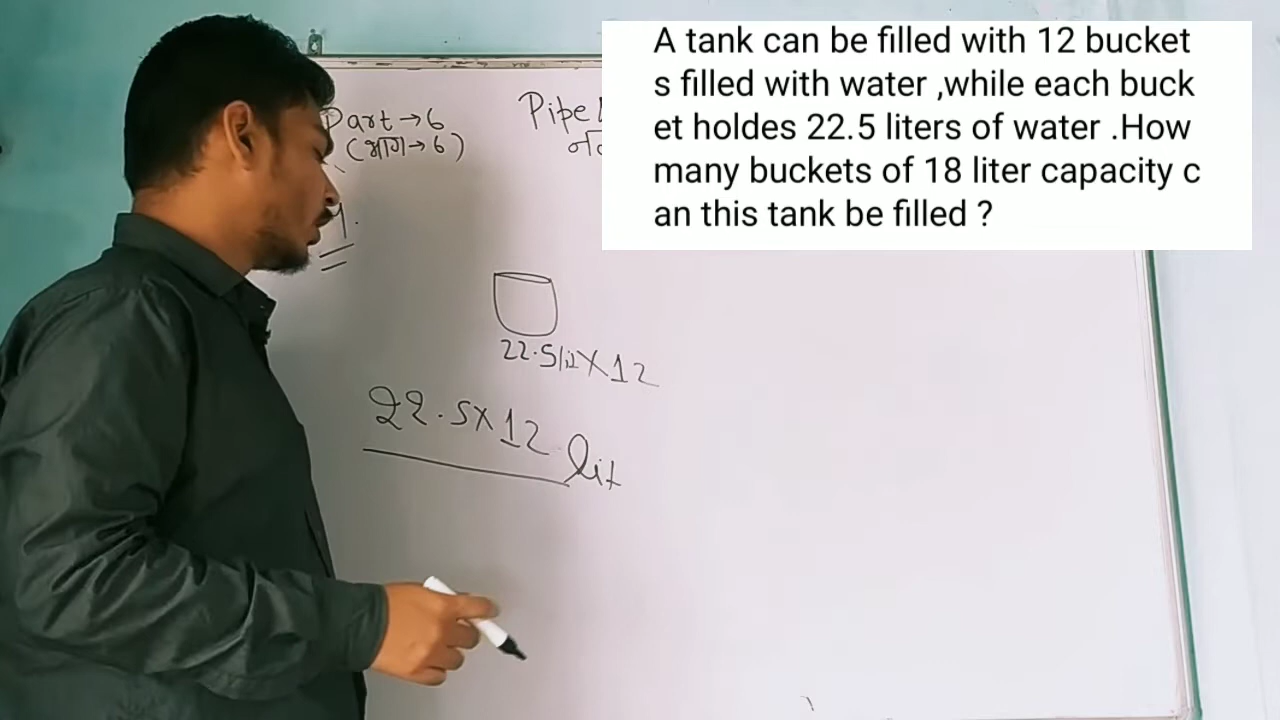 A tank can be filled with 12 bucket
s filled with water ,while each buck
et holdes 22.5 liters of water .How
many buckets of 18 liter capacity c
an this tank be filled ?
Part → 6
(भाग → 6)
Pipe
22.5lit X 12
22.5 X 12 lit